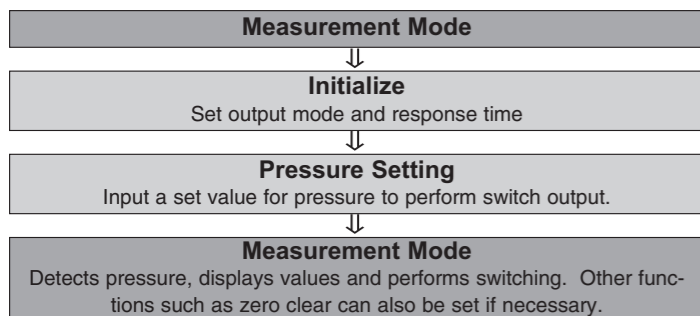 Measurement Mode
Initialize
Set output mode and response time
Pressure Setting
Input a set value for pressure to perform switch output.
Measurement Mode
Detects pressure, displays values and performs switching.  Other func-
tions such as zero clear can also be set if necessary.